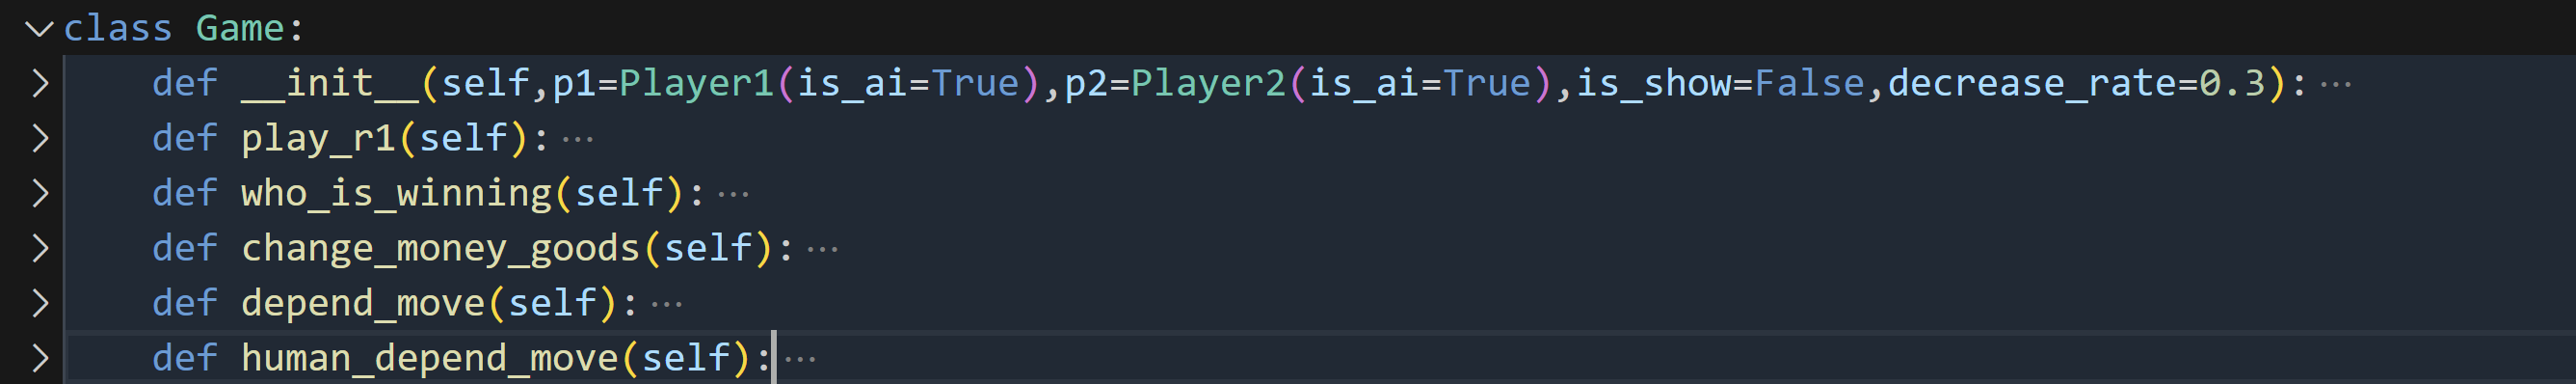 class Game:
def __init__(self,p1=Player1(is_ai=True),p2=Player2(is_ai=True),is_show=False,decrease_rate=0.3):···
def play_r1(self):···
def who_is_winning(self):···
def change_money_goods(self):···
def depend_move(self):···
def human_depend_move(self):···